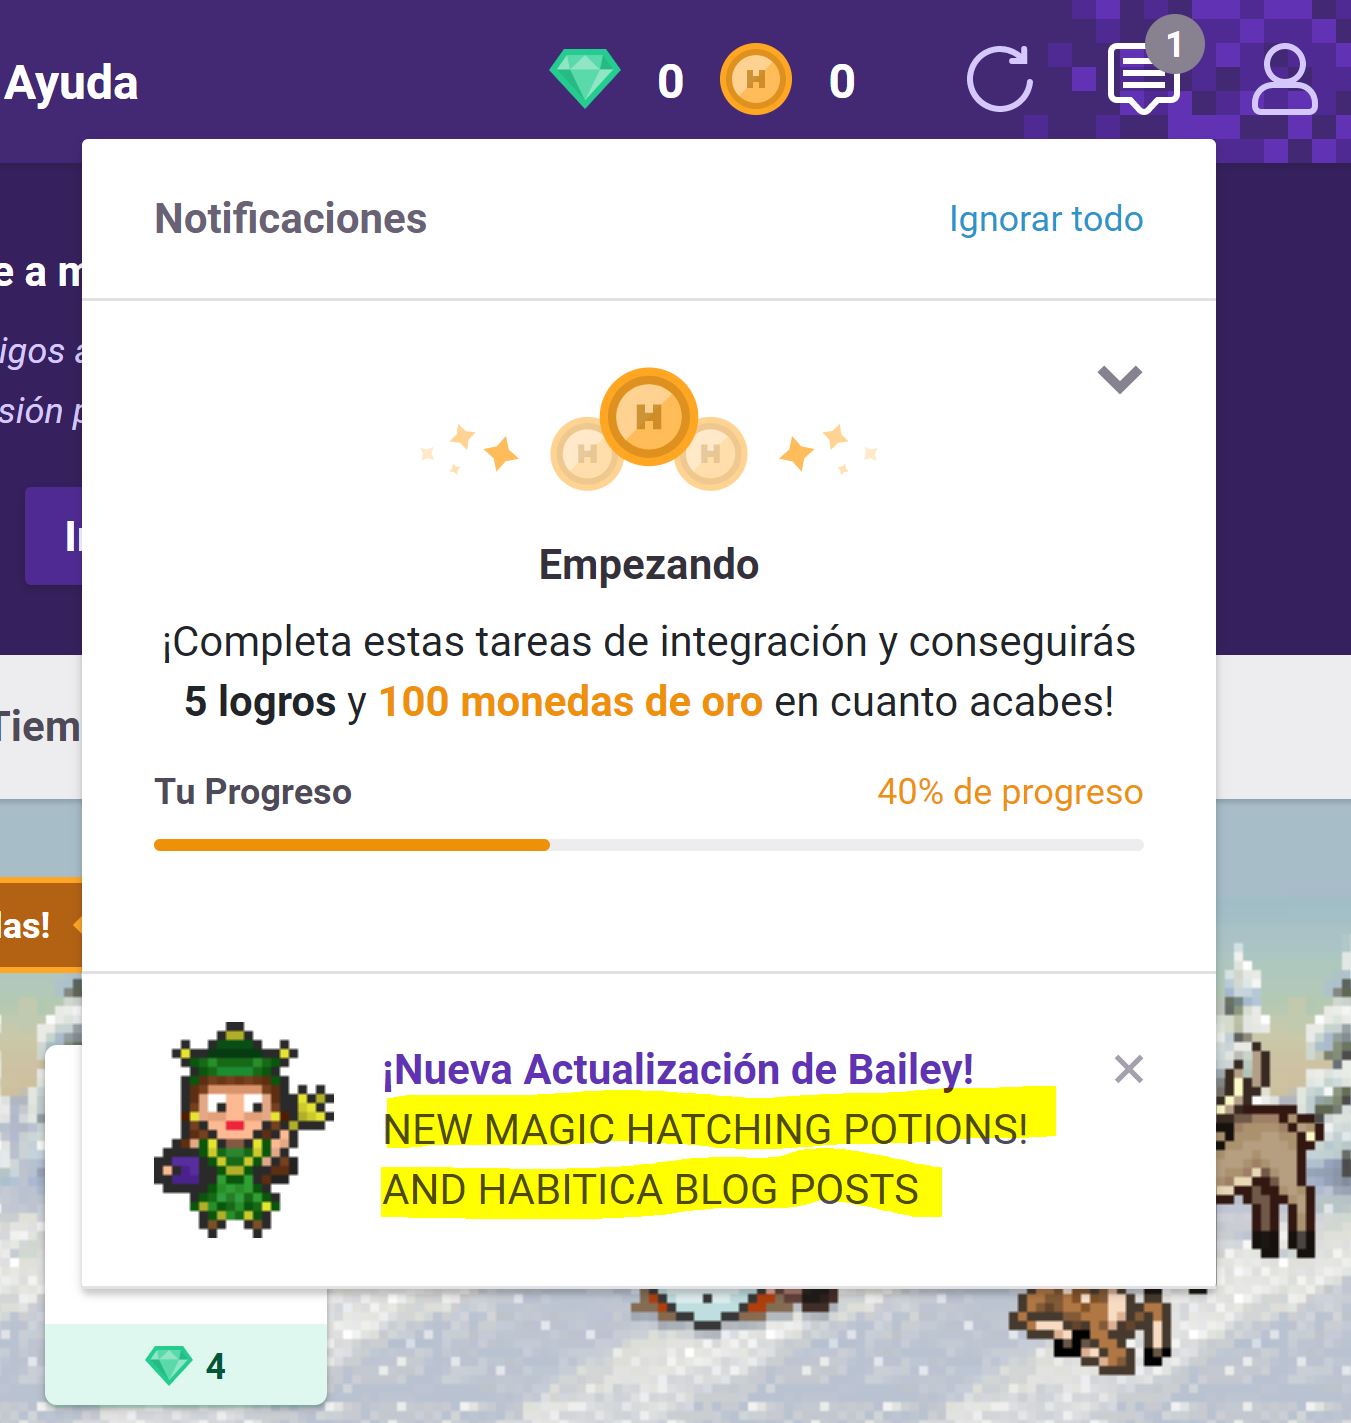 Ayuda
0
0
1
Notificaciones
Ignorar todo
e a
igos
sión
Empezando
¡Completa estas tareas de integración y conseguirás
5 logros y 100 monedas de oro en cuanto acabes!
Tiem
Tu Progreso
40% de progreso
las!
¡Nueva Actualización de Bailey!
NEW MAGIC HATCHING POTIONS!
AND HABITICA BLOG POSTS
4